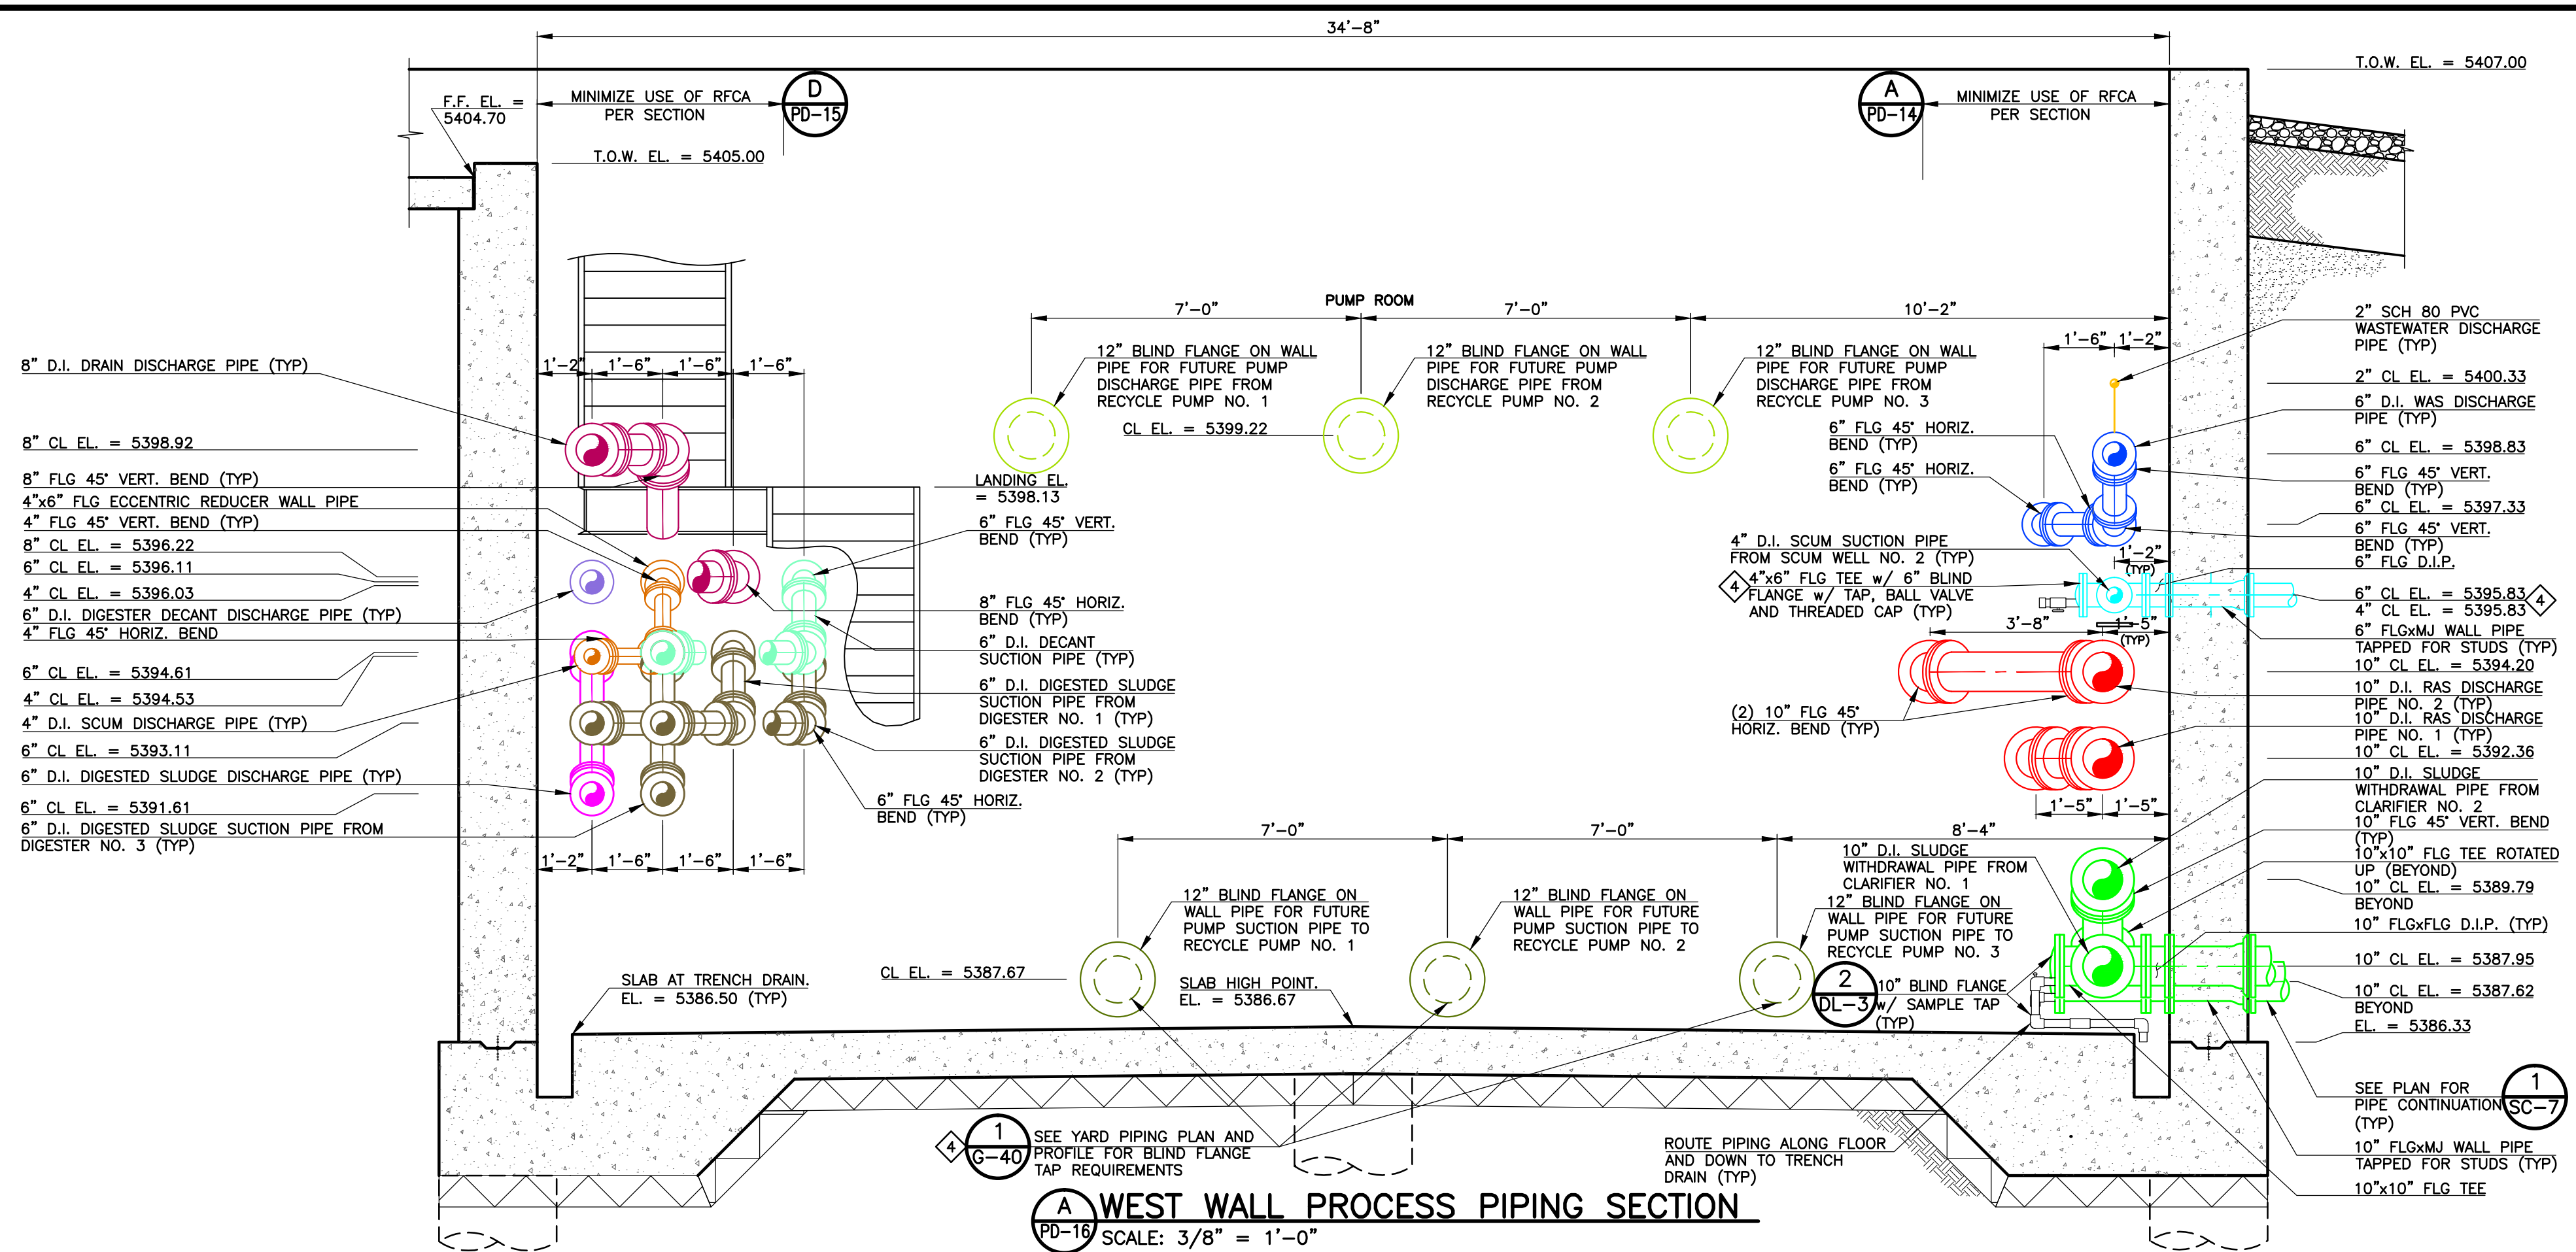 34'-8"
T.O.W. EL. = 5407.00
F.F. EL. =
5404.70
MINIMIZE USE OF RFCA
PER SECTION
D
PD-15
A
PD-14
MINIMIZE USE OF RFCA
PER SECTION
T.O.W. EL. = 5405.00
8" D.I. DRAIN DISCHARGE PIPE (TYP)
8" CL EL. = 5398.92
8" FLG 45° VERT. BEND (TYP)
4"x6" FLG ECCENTRIC REDUCER WALL PIPE
4" FLG 45° VERT. BEND (TYP)
8" CL EL. = 5396.22
6" CL EL. = 5396.11
4" CL EL. = 5396.03
6" D.I. DIGESTER DECANT DISCHARGE PIPE (TYP)
4" FLG 45° HORIZ. BEND
6" CL EL. = 5394.61
4" CL EL. = 5394.53
4" D.I. SCUM DISCHARGE PIPE (TYP)
6" CL EL. = 5393.11
6" D.I. DIGESTED SLUDGE DISCHARGE PIPE (TYP)
6" CL EL. = 5391.61
6" D.I. DIGESTED SLUDGE SUCTION PIPE FROM
DIGESTER NO. 3 (TYP)
1'-2" 1'-6" 1'-6" 1'-6"
1'-2" 1'-6" 1'-6" 1'-6"
LANDING EL.
= 5398.13
6" FLG 45° VERT.
BEND (TYP)
8" FLG 45° HORIZ.
BEND (TYP)
6" D.I. DECANT
SUCTION PIPE (TYP)
6" D.I. DIGESTED SLUDGE
SUCTION PIPE FROM
DIGESTER NO. 1 (TYP)
6" D.I. DIGESTED SLUDGE
SUCTION PIPE FROM
DIGESTER NO. 2 (TYP)
6" FLG 45° HORIZ.
BEND (TYP)
PUMP ROOM
7'-0" 7'-0" 10'-2"
12" BLIND FLANGE ON WALL
PIPE FOR FUTURE PUMP
DISCHARGE PIPE FROM
RECYCLE PUMP NO. 1
CL EL. = 5399.22
12" BLIND FLANGE ON WALL
PIPE FOR FUTURE PUMP
DISCHARGE PIPE FROM
RECYCLE PUMP NO. 2
12" BLIND FLANGE ON WALL
PIPE FOR FUTURE PUMP
DISCHARGE PIPE FROM
RECYCLE PUMP NO. 3
1'-6" 1'-2"
6" FLG 45° HORIZ.
BEND (TYP)
6" FLG 45° HORIZ.
BEND (TYP)
4" D.I. SCUM SUCTION PIPE
FROM SCUM WELL NO. 2 (TYP)
4
4"x6" FLG TEE w/ 6" BLIND
FLANGE w/ TAP, BALL VALVE
AND THREADED CAP (TYP)
1'-2"
(TYP)
3'-8" 1'-5"
(TYP)
(2) 10" FLG 45°
HORIZ. BEND (TYP)
1'-5" 1'-5"
2" SCH 80 PVC
WASTEWATER DISCHARGE
PIPE (TYP)
2" CL EL. = 5400.33
6" D.I. WAS DISCHARGE
PIPE (TYP)
6" CL EL. = 5398.83
6" FLG 45° VERT.
BEND (TYP)
6" CL EL. = 5397.33
6" FLG 45° VERT.
BEND (TYP)
6" FLG D.I.P.
6" CL EL. = 5395.83
4" CL EL. = 5395.83
4
6" FLGxMJ WALL PIPE
TAPPED FOR STUDS (TYP)
10" CL EL. = 5394.20
10" D.I. RAS DISCHARGE
PIPE NO. 2 (TYP)
10" D.I. RAS DISCHARGE
PIPE NO. 1 (TYP)
10" CL EL. = 5392.36
10" D.I. SLUDGE
WITHDRAWAL PIPE FROM
CLARIFIER NO. 2
10" FLG 45° VERT. BEND
(TYP)
10"x10" FLG TEE ROTATED
UP (BEYOND)
10" CL EL. = 5389.79
BEYOND
10" FLGxFLG D.I.P. (TYP)
10" CL EL. = 5387.95
10" CL EL. = 5387.62
BEYOND
EL. = 5386.33
SEE PLAN FOR
PIPE CONTINUATION
(TYP)
1
SC-7
10" FLGxMJ WALL PIPE
TAPPED FOR STUDS (TYP)
10"x10" FLG TEE
7'-0" 7'-0" 8'-4"
12" BLIND FLANGE ON
WALL PIPE FOR FUTURE
PUMP SUCTION PIPE TO
RECYCLE PUMP NO. 1
12" BLIND FLANGE ON
WALL PIPE FOR FUTURE
PUMP SUCTION PIPE TO
RECYCLE PUMP NO. 2
10" D.I. SLUDGE
WITHDRAWAL PIPE FROM
CLARIFIER NO. 1
12" BLIND FLANGE ON
WALL PIPE FOR FUTURE
PUMP SUCTION PIPE TO
RECYCLE PUMP NO. 3
CL EL. = 5387.67
SLAB AT TRENCH DRAIN.
EL. = 5386.50 (TYP)
SLAB HIGH POINT.
EL. = 5386.67
2
DL-3
10" BLIND FLANGE
w/ SAMPLE TAP
(TYP)
4
1
G-40
SEE YARD PIPING PLAN AND
PROFILE FOR BLIND FLANGE
TAP REQUIREMENTS
ROUTE PIPING ALONG FLOOR
AND DOWN TO TRENCH
DRAIN (TYP)
A
PD-16
WEST WALL PROCESS PIPING SECTION
SCALE: 3/8" = 1'-0"